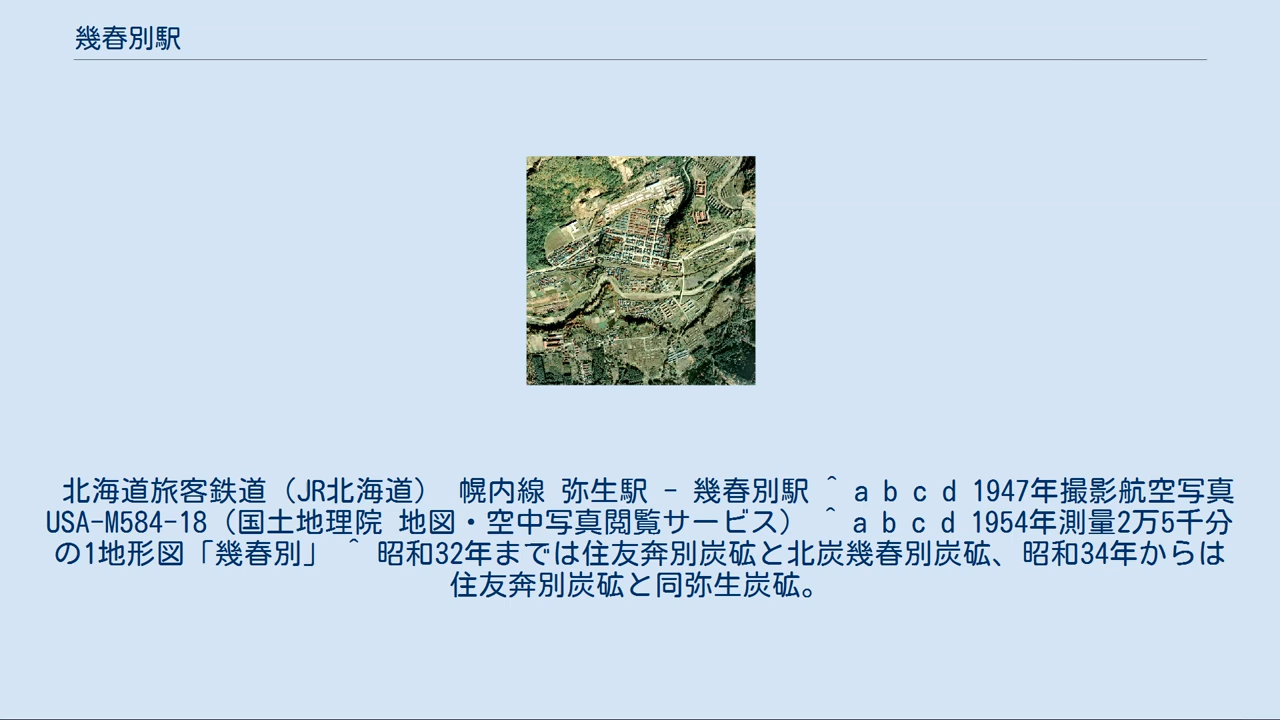 幾春別駅
北海道旅客鉄道（JR北海道） 幌内線 弥生駅 - 幾春別駅 ^ a b c d 1947年撮影航空写真
USA-M584-18（国土地理院 地図・空中写真閲覧サービス） ^ a b c d 1954年測量2万5千分
の1地形図「幾春別」 ^ 昭和32年までは住友奔別炭砿と北炭幾春別炭砿、昭和34年からは
住友奔別炭砿と同弥生炭砿。